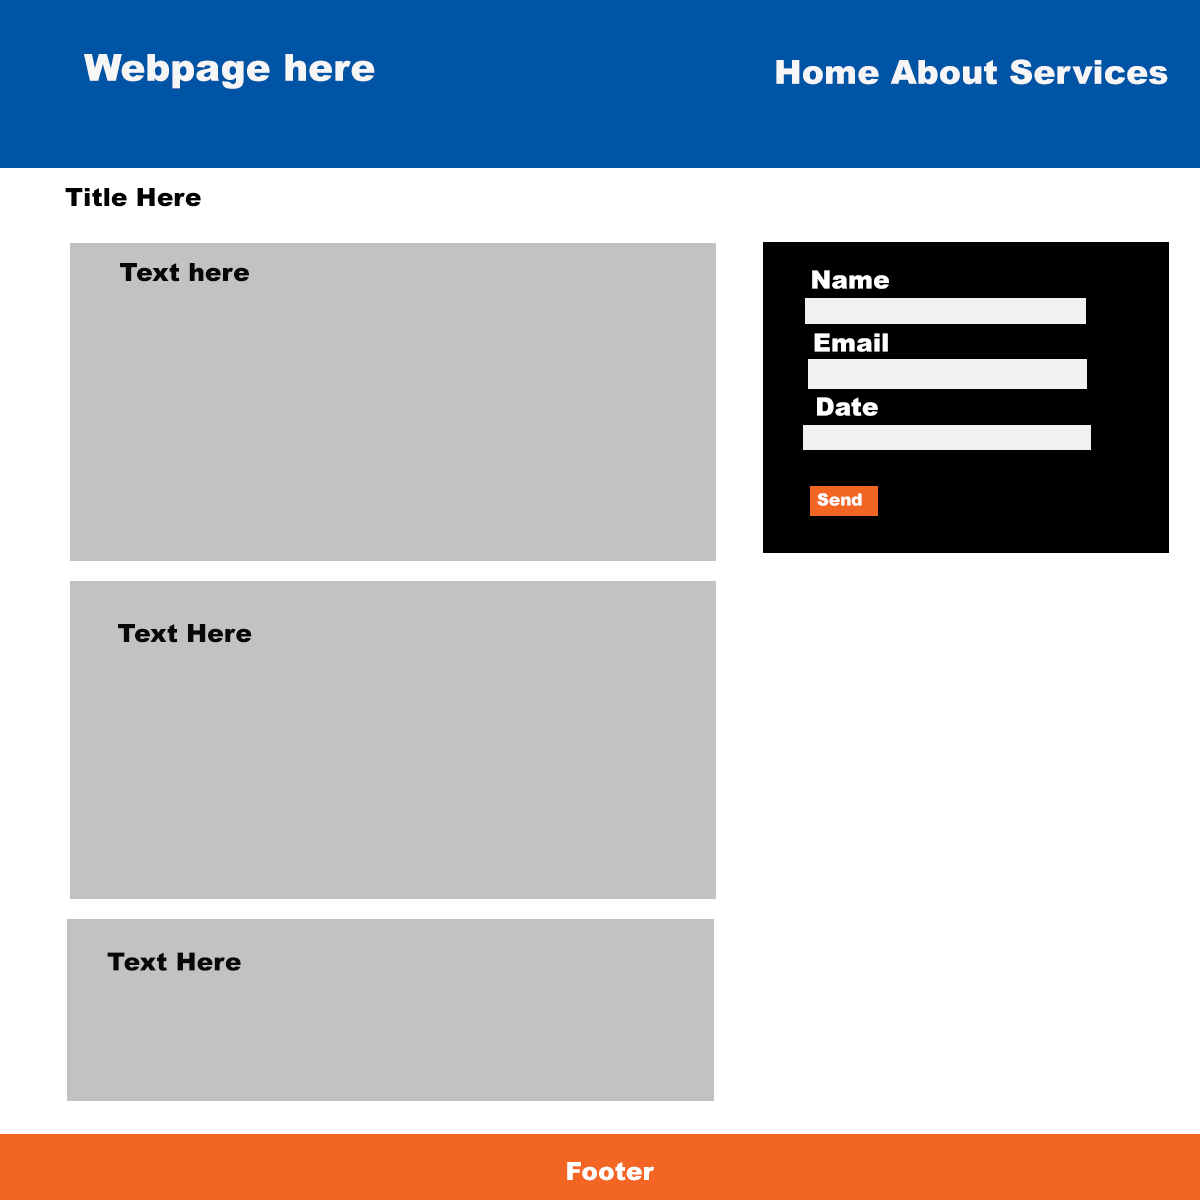 Webpage here
Home About Services
Title Here
Text here
Name
Email
Date
Send
Text Here
Text Here
Footer